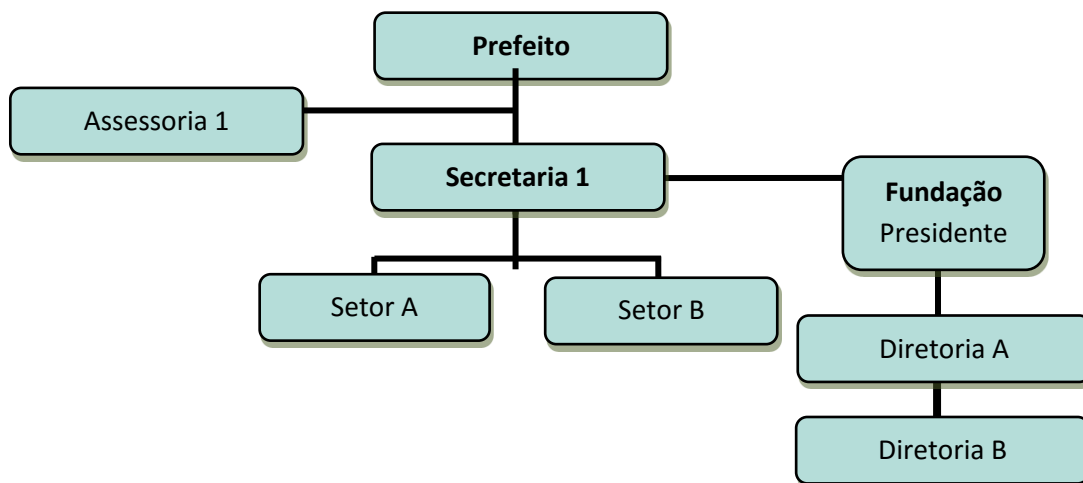 Prefeito
Assessoria 1
Secretaria 1
Fundação
Presidente
Setor A
Setor B
Diretoria A
Diretoria B